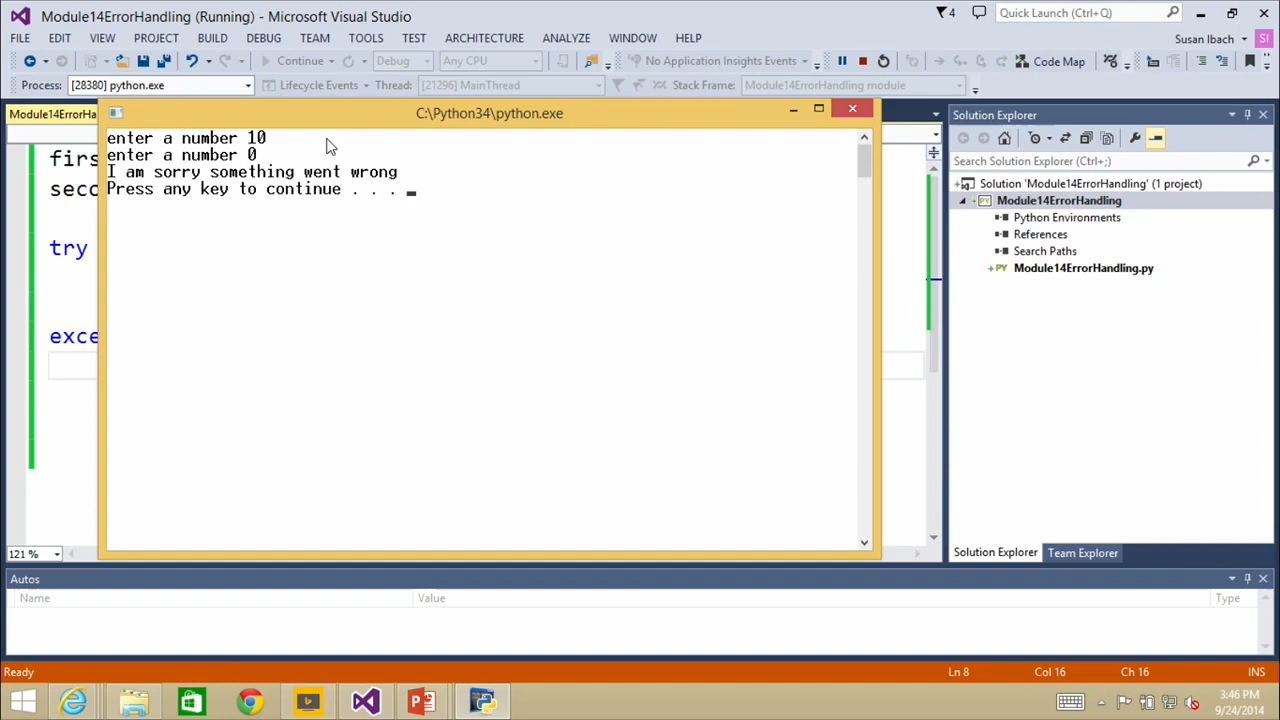 Module14ErrorHandling (Running) - Microsoft Visual Studio
4
Quick Launch (Ctrl+Q)
FILE EDIT VIEW PROJECT BUILD DEBUG TEAM TOOLS TEST ARCHITECTURE ANALYZE WINDOW HELP
Susan Ibach SI
Continue Debug Any CPU No Application Insights Events Code Map
Process: [28380] python.exe Lifecycle Events Thread: [21296] MainThread Stack Frame: Module14ErrorHandling module
Module14ErrorHa
C:\Python34\python.exe
enter a number 10
enter a number 0
I am sorry something went wrong
Press any key to continue . . .
firs
seco
try
exce
121 %
Solution Explorer
Search Solution Explorer (Ctrl+;)
Solution 'Module14ErrorHandling' (1 project)
PY Module14ErrorHandling
Python Environments
References
Search Paths
PY Module14ErrorHandling.py
Solution Explorer Team Explorer
Autos
Name Value Type
Ready Ln 8 Col 16 Ch 16 INS
3:46 PM
9/24/2014